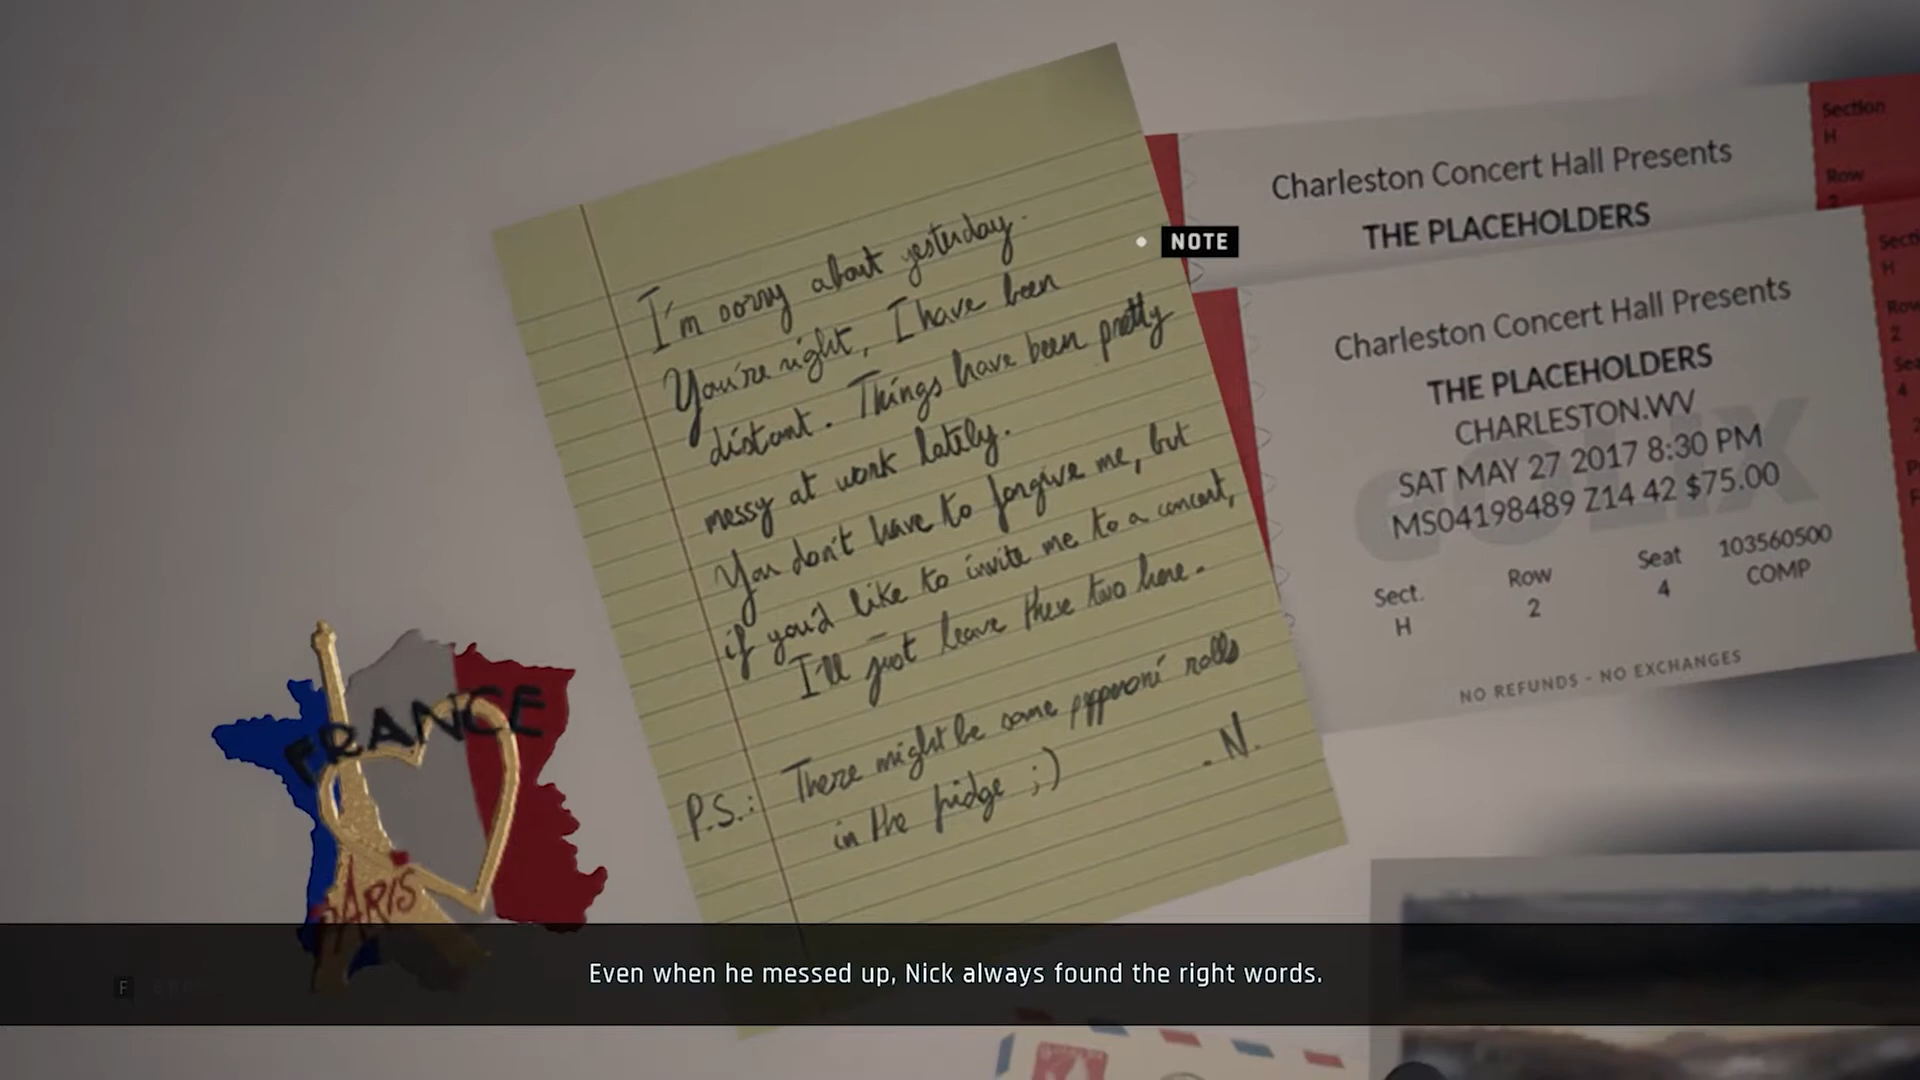 I'm sorry about yesterday.
You're right, I have been
distant. Things have been pretty
messy at work lately.
You don't have to forgive me, but
if you'd like to invite me to a concert,
I'll just leave these two here.
P.S.: There might be some pepperoni rolls
in the fridge ;)
- N.
NOTE
Charleston Concert Hall Presents
THE PLACEHOLDERS
Section
H
Row
2
Charleston Concert Hall Presents
THE PLACEHOLDERS
CHARLESTON.WV
SAT MAY 27 2017 8:30 PM
MS04198489 Z14 42 $75.00
Sect.
H
Row
2
Seat
4
103560500
COMP
NO REFUNDS - NO EXCHANGES
H
2
4
FRANCE
PARIS
Even when he messed up, Nick always found the right words.
F